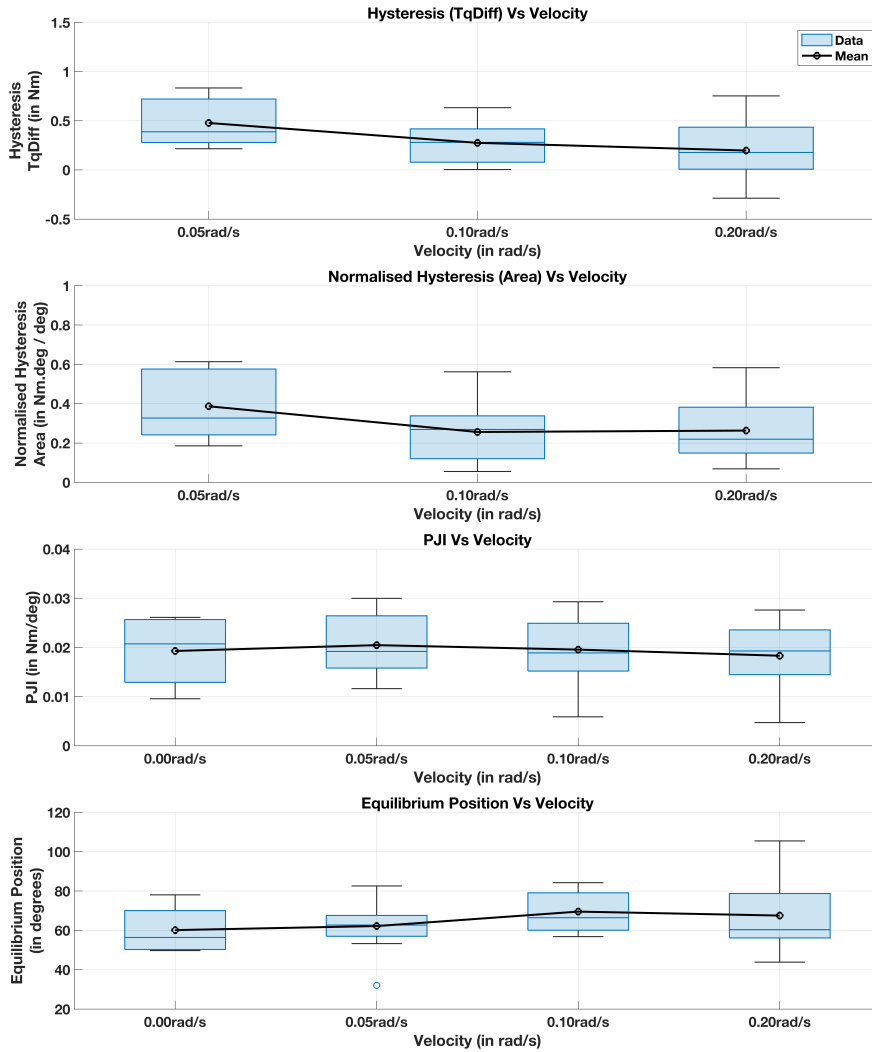 Hysteresis (TqDiff) Vs Velocity
1.5
1
0.5
0
-0.5
Hysteresis
TqDiff (in Nm)
Data
Mean
0.05rad/s 0.10rad/s 0.20rad/s
Velocity (in rad/s)
Normalised Hysteresis (Area) Vs Velocity
1
0.8
0.6
0.4
0.2
0
Normalised Hysteresis
Area (in Nm.deg / deg)
0.05rad/s 0.10rad/s 0.20rad/s
Velocity (in rad/s)
PJI Vs Velocity
0.04
0.03
0.02
0.01
0
PJI (in Nm/deg)
0.00rad/s 0.05rad/s 0.10rad/s 0.20rad/s
Velocity (in rad/s)
Equilibrium Position Vs Velocity
120
100
80
60
40
20
Equilibrium Position
(in degrees)
0.00rad/s 0.05rad/s 0.10rad/s 0.20rad/s
Velocity (in rad/s)